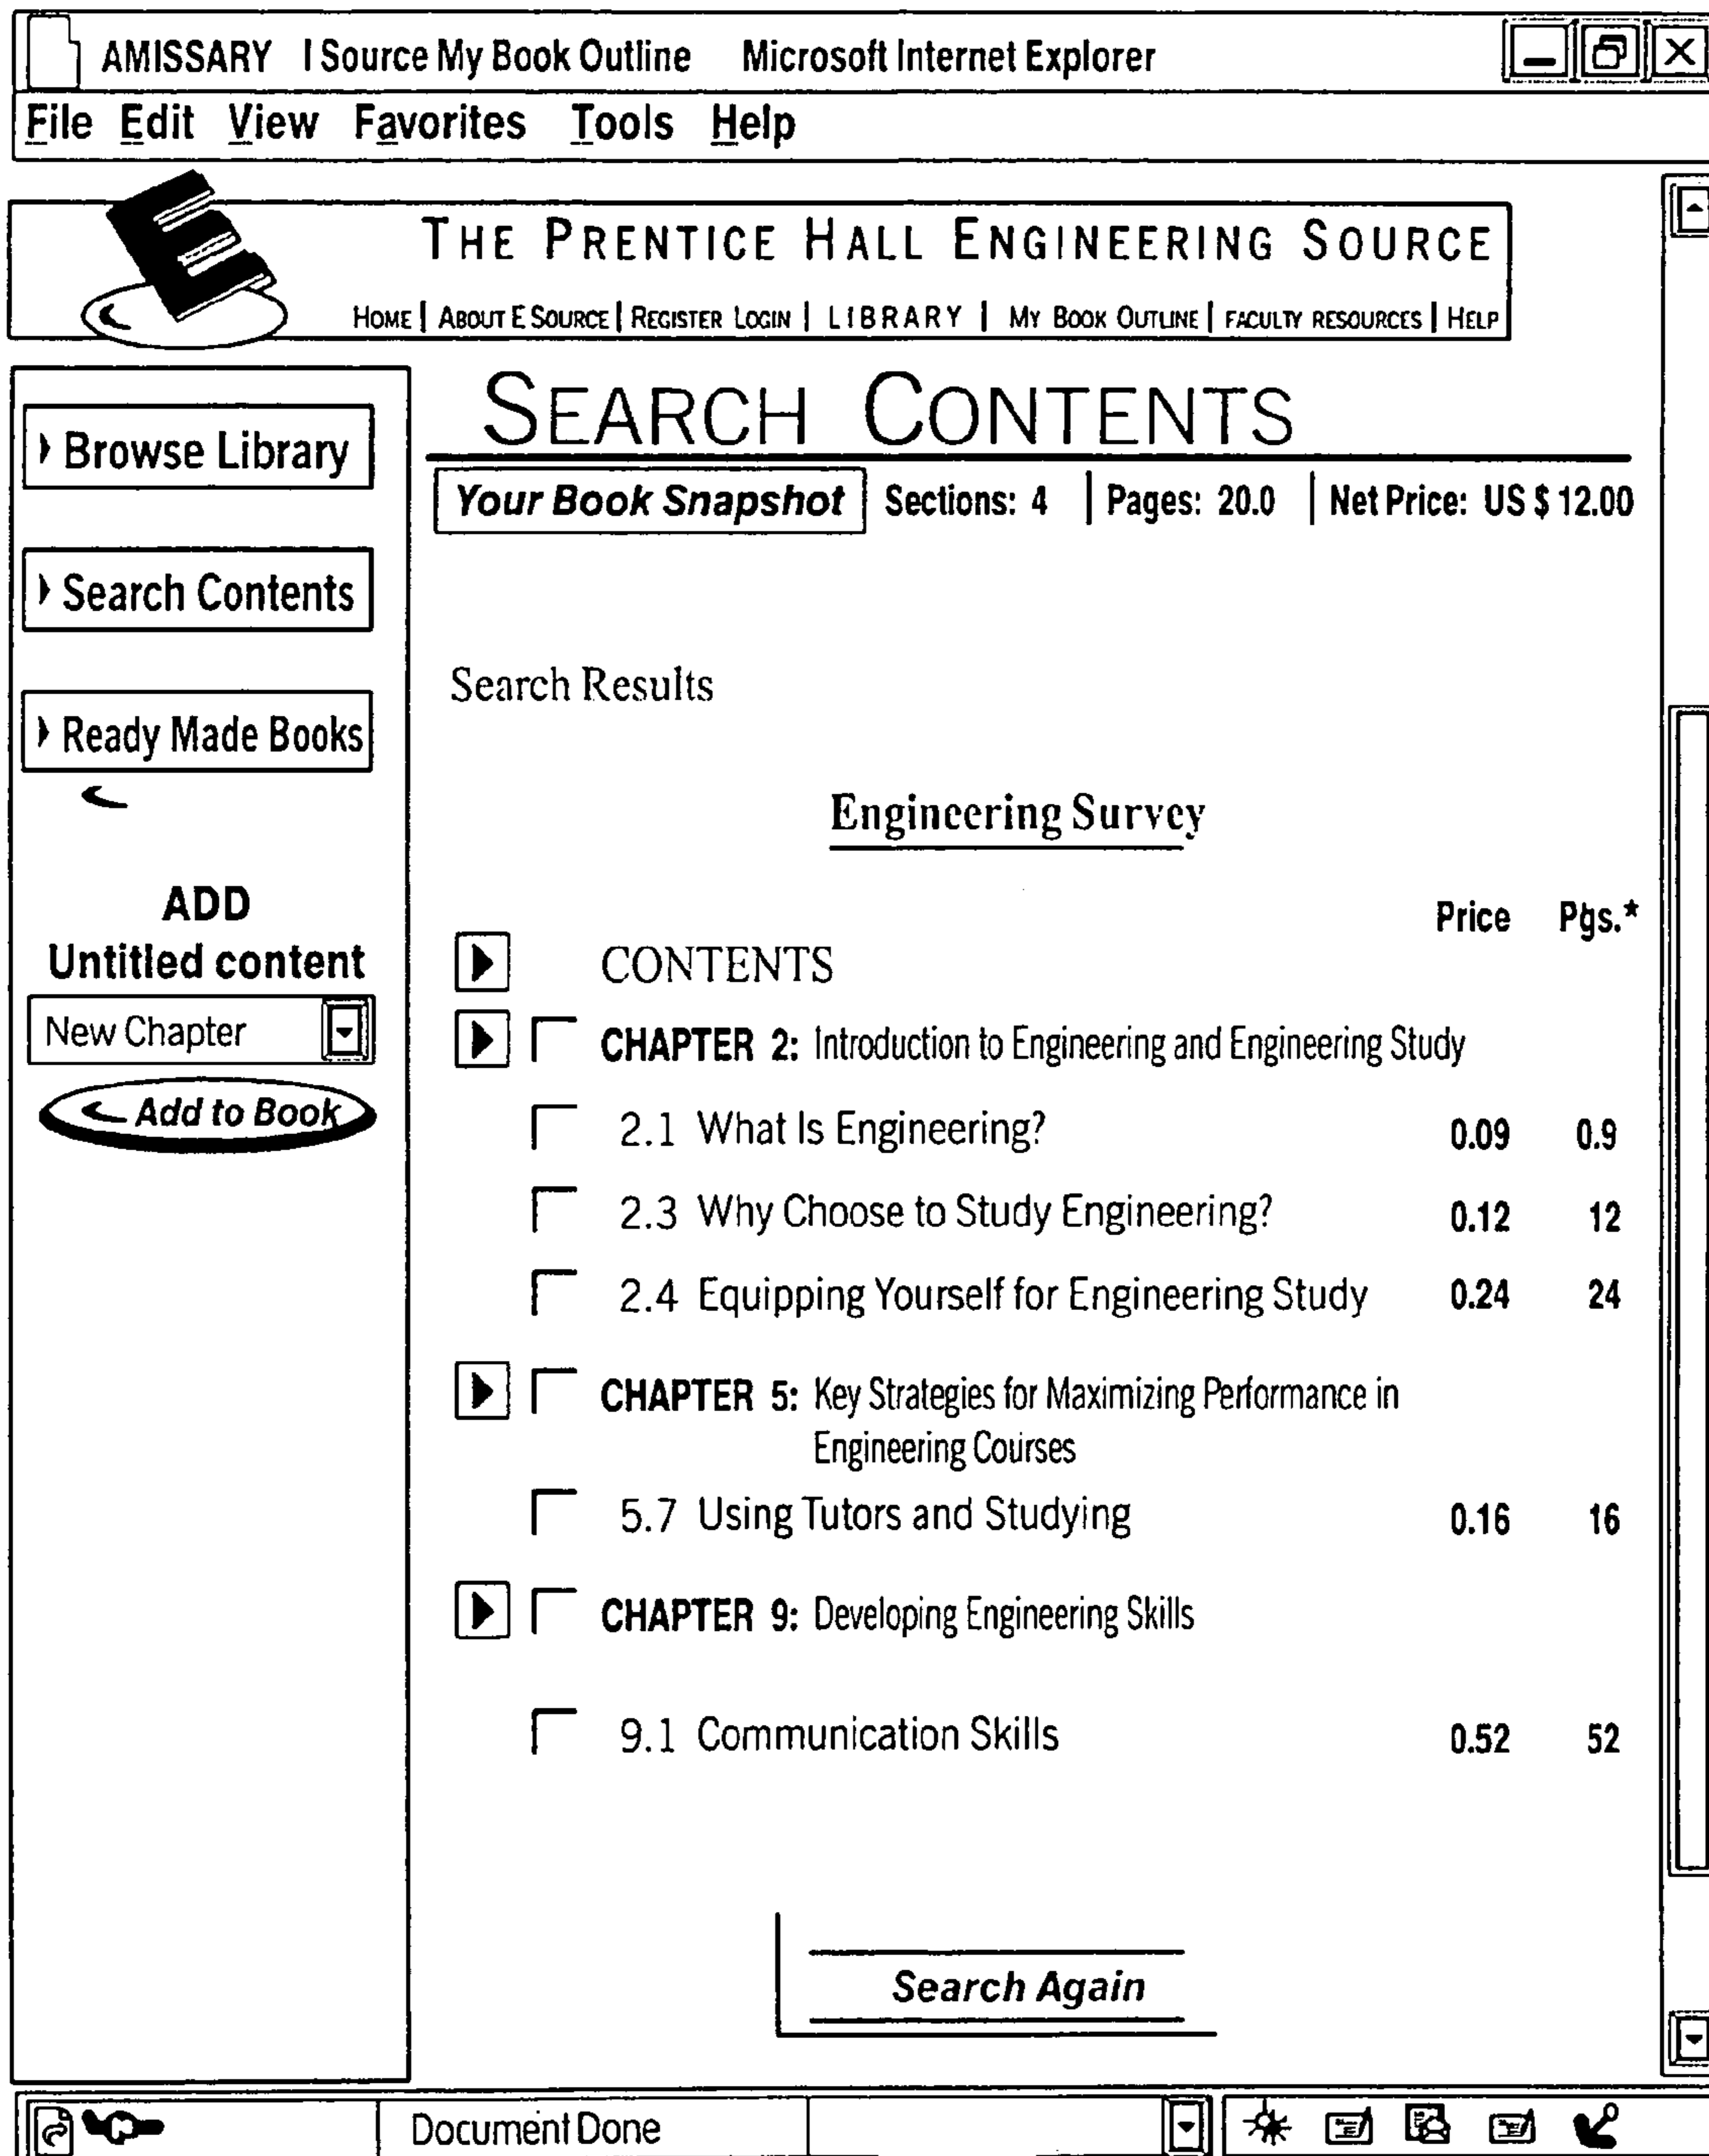 AMISSARY I Source My Book Outline Microsoft Internet Explorer
File Edit View Favorites Tools Help
THE PRENTICE HALL ENGINEERING SOURCE
HOME | ABOUT E SOURCE | REGISTER LOGIN | LIBRARY | MY BOOK OUTLINE | FACULTY RESOURCES | HELP
Browse Library
Search Contents
Ready Made Books
ADD
Untitled content
New Chapter
Add to Book
SEARCH CONTENTS
Your Book Snapshot Sections: 4 | Pages: 20.0 | Net Price: US $ 12.00
Search Results
Engineering Survey
Price Pgs.*
CONTENTS
CHAPTER 2: Introduction to Engineering and Engineering Study
2.1 What Is Engineering? 0.09 0.9
2.3 Why Choose to Study Engineering? 0.12 12
2.4 Equipping Yourself for Engineering Study 0.24 24
CHAPTER 5: Key Strategies for Maximizing Performance in
Engineering Courses
5.7 Using Tutors and Studying 0.16 16
CHAPTER 9: Developing Engineering Skills
9.1 Communication Skills 0.52 52
Search Again
Document Done